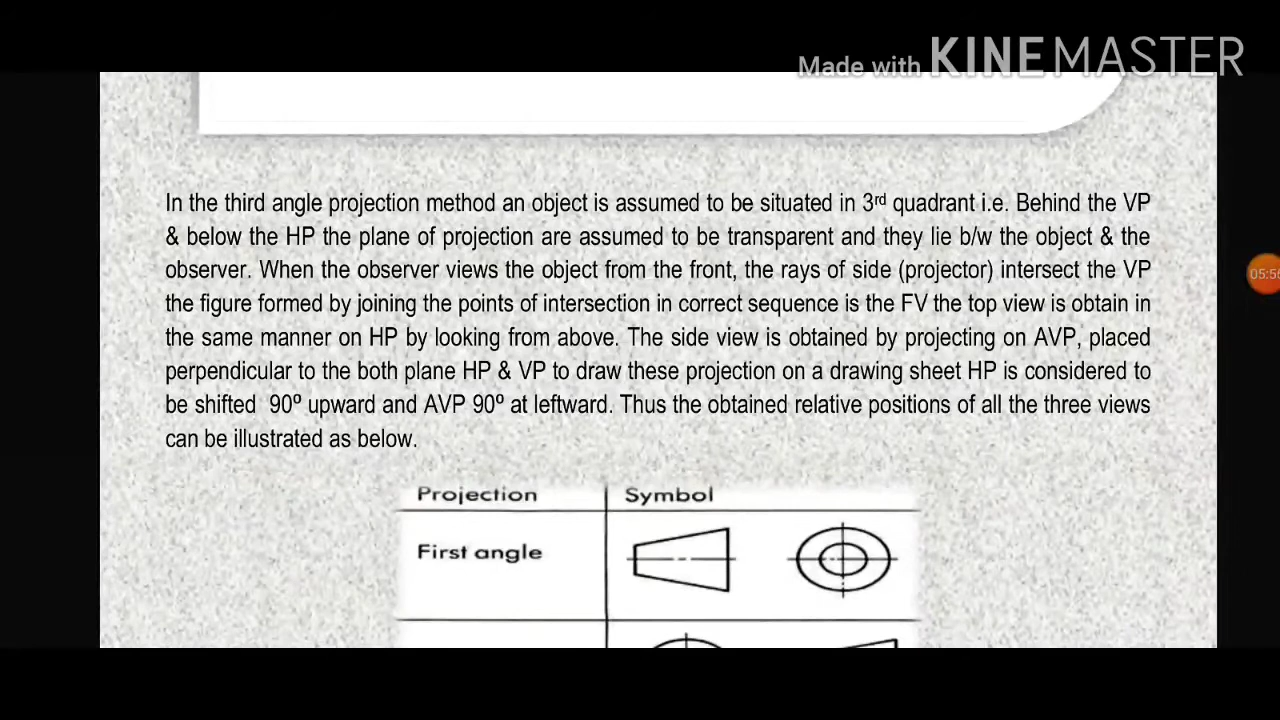 Made with KINEMASTER
In the third angle projection method an object is assumed to be situated in 3rd quadrant i.e. Behind the VP
& below the HP the plane of projection are assumed to be transparent and they lie b/w the object & the
observer. When the observer views the object from the front, the rays of side (projector) intersect the VP
the figure formed by joining the points of intersection in correct sequence is the FV the top view is obtain in
the same manner on HP by looking from above. The side view is obtained by projecting on AVP, placed
perpendicular to the both plane HP & VP to draw these projection on a drawing sheet HP is considered to
be shifted 90º upward and AVP 90º at leftward. Thus the obtained relative positions of all the three views
can be illustrated as below.
Projection Symbol
First angle